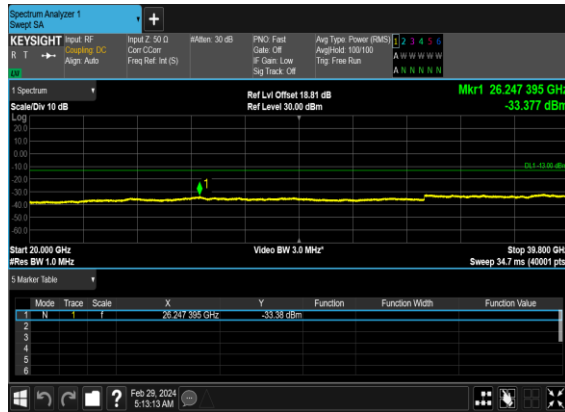 Spectrum Analyzer 1
Swept SA
+
KEYSIGHT Input: RF Input Z: 50 Ω #Atten: 30 dB PNO: Fast Avg Type: Power (RMS) 1 2 3 4 5 6
R T Coupling: DC Corr CCorr Gate: Off Avg|Hold: 100/100 A W W W W W
Align: Auto Freq Ref: Int (S) IF Gain: Low Trig: Free Run
Sig Track: Off A N N N N N
1 Spectrum
Ref Lvl Offset 18.81 dB Mkr1 26.247 395 GHz
Scale/Div 10 dB Ref Level 30.00 dBm -33.377 dBm
Log
20.0
10.0
0.00
-10.0 DL1 -13.00 dBm
-20.0
-30.0 1
-40.0
-50.0
-60.0
Start 20.000 GHz Video BW 3.0 MHz* Stop 39.800 GHz
#Res BW 1.0 MHz Sweep 34.7 ms (40001 pts)
5 Marker Table
Mode Trace Scale X Y Function Function Width Function Value
1 N 1 f 26.247 395 GHz -33.38 dBm
2
3
4
5
6
? Feb 29, 2024
5:13:13 AM